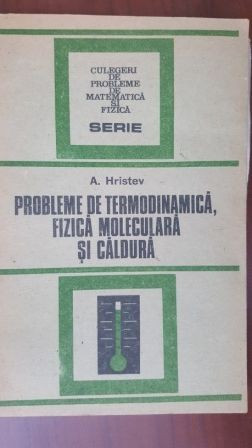 CULEGERI
DE
PROBLEME
DE
MATEMATICĂ
ŞI
FIZICĂ
SERIE
A. Hristev
PROBLEME DE TERMODINAMICĂ,
FIZICĂ MOLECULARĂ
ŞI CĂLDURĂ